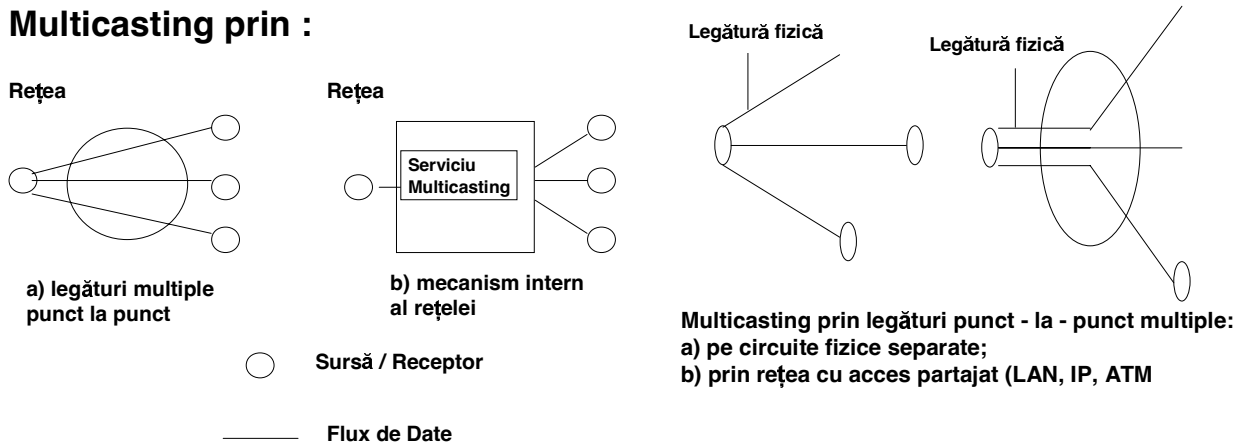 Multicasting prin :
Rețea
Rețea
Serviciu
Multicasting
a) legături multiple
punct la punct
b) mecanism intern
al rețelei
Sursă / Receptor
Flux de Date
Legătură fizică
Legătură fizică
Multicasting prin legături punct - la - punct multiple:
a) pe circuite fizice separate;
b) prin rețea cu acces partajat (LAN, IP, ATM